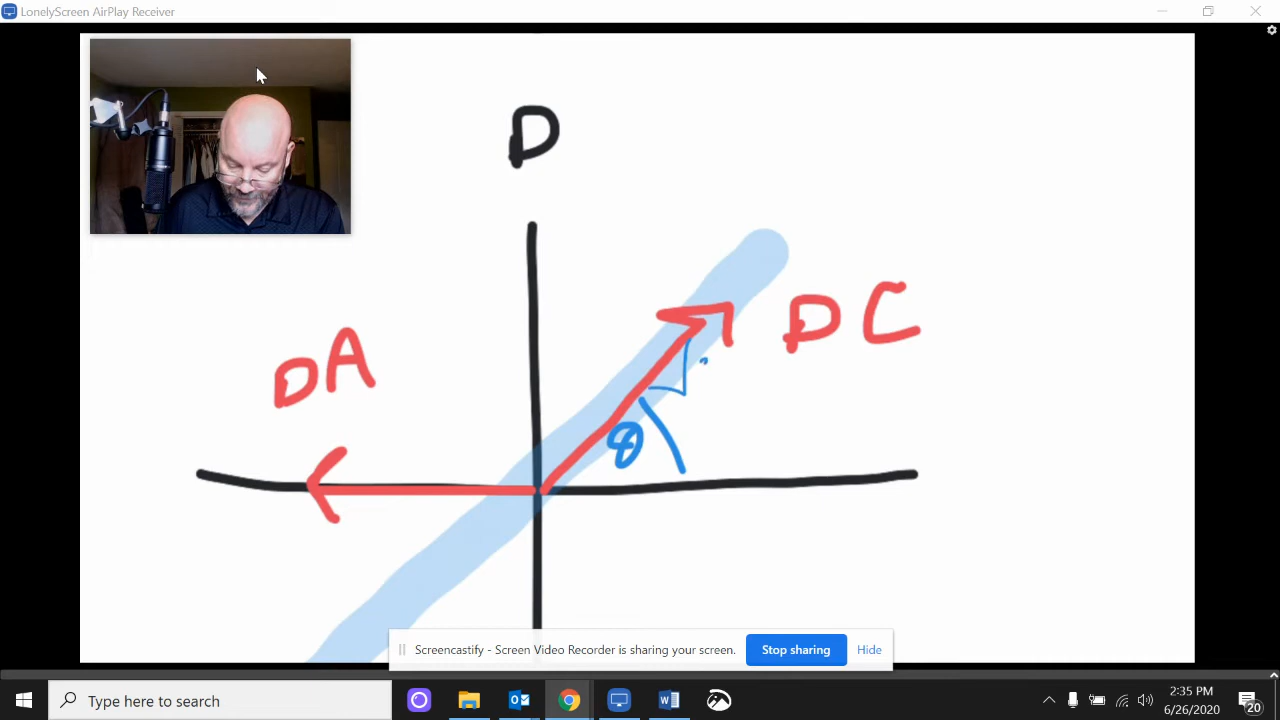 LonelyScreen AirPlay Receiver
D
DC
DA
θ
Screencastify - Screen Video Recorder is sharing your screen.
Stop sharing
Hide
Type here to search
2:35 PM
6/26/2020
20